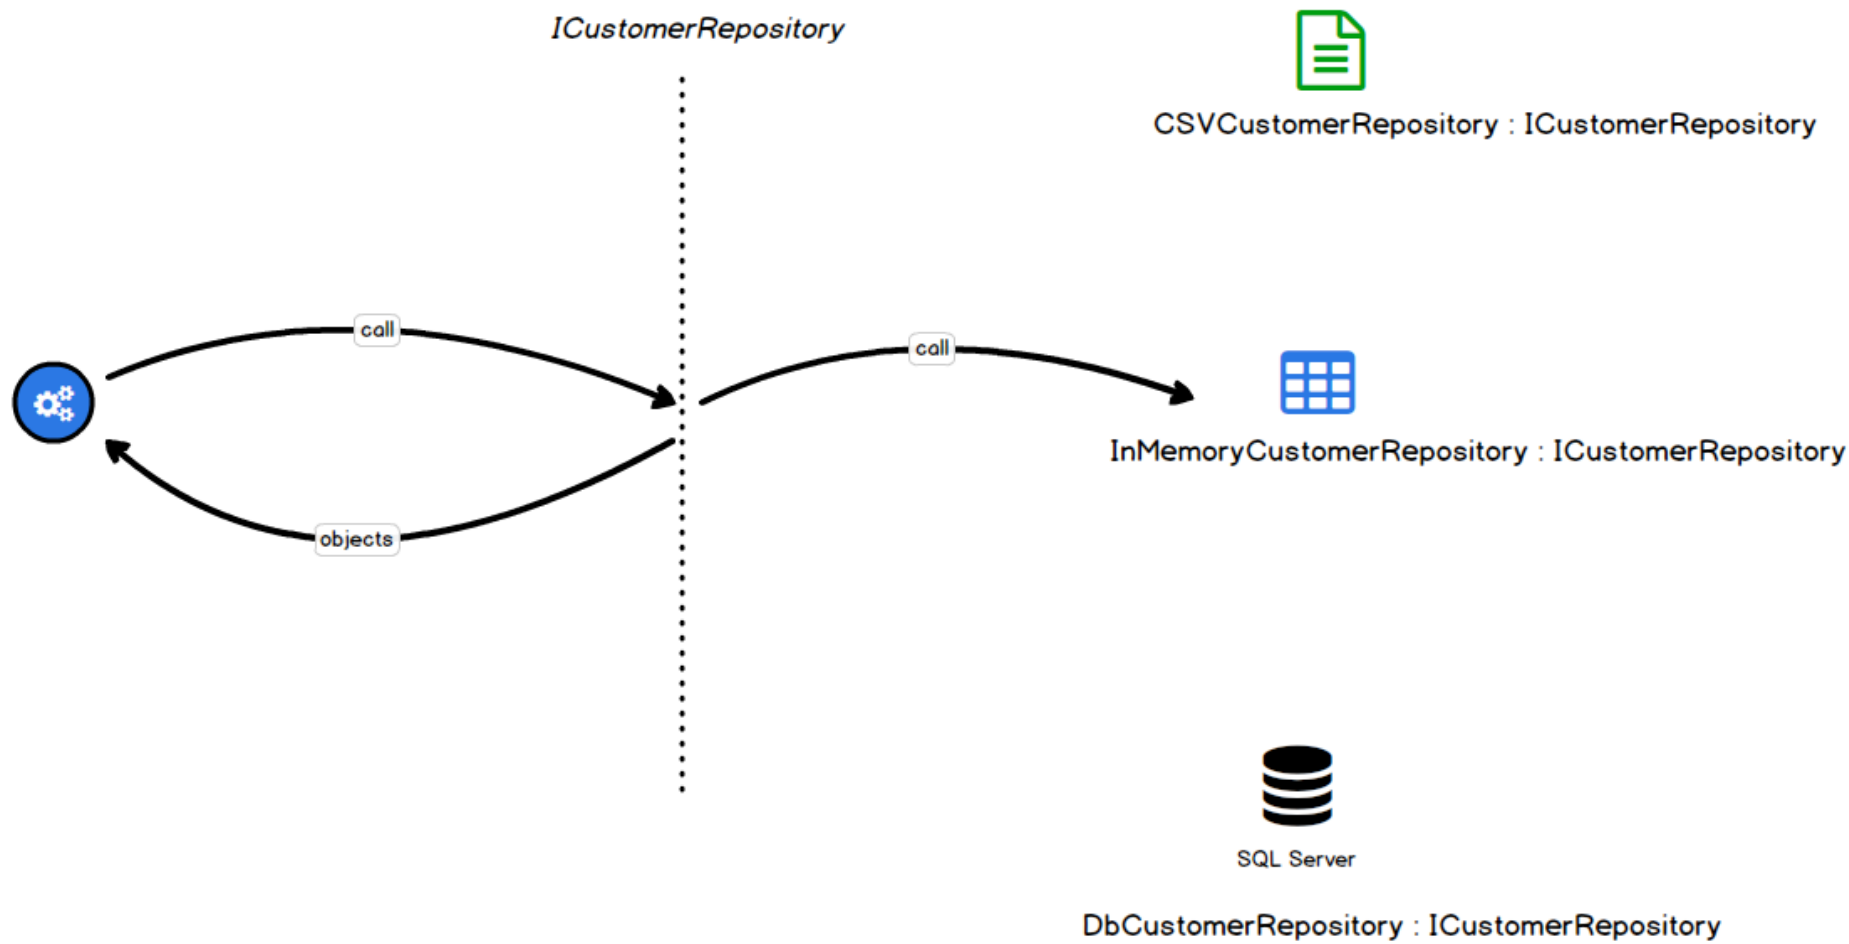 ICustomerRepository
CSVCustomerRepository : ICustomerRepository
call
call
InMemoryCustomerRepository : ICustomerRepository
objects
SQL Server
DbCustomerRepository : ICustomerRepository